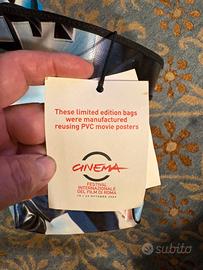 These limited edition bags
were manufactured
reusing PVC movie posters
CINEMA
FESTIVAL
INTERNAZIONALE
DEL FILM DI ROMA
subito